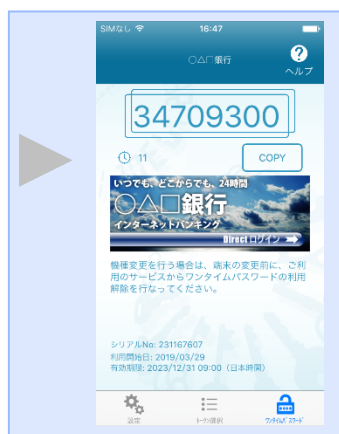 SIMなし 16:47
○△□銀行
?
ヘルプ
34709300
11 COPY
いつでも、どこからでも、24時間
○△□銀行
インターネットバンキング
Direct ログイン
機種変更を行う場合は、端末の変更前に、ご利
用のサービスからワンタイムパスワードの利用
解除を行なってください。
シリアルNo: 231167607
利用開始日: 2019/03/29
有効期限: 2023/12/31 09:00（日本時間）
設定 トークン選択 ワンタイムパスワード